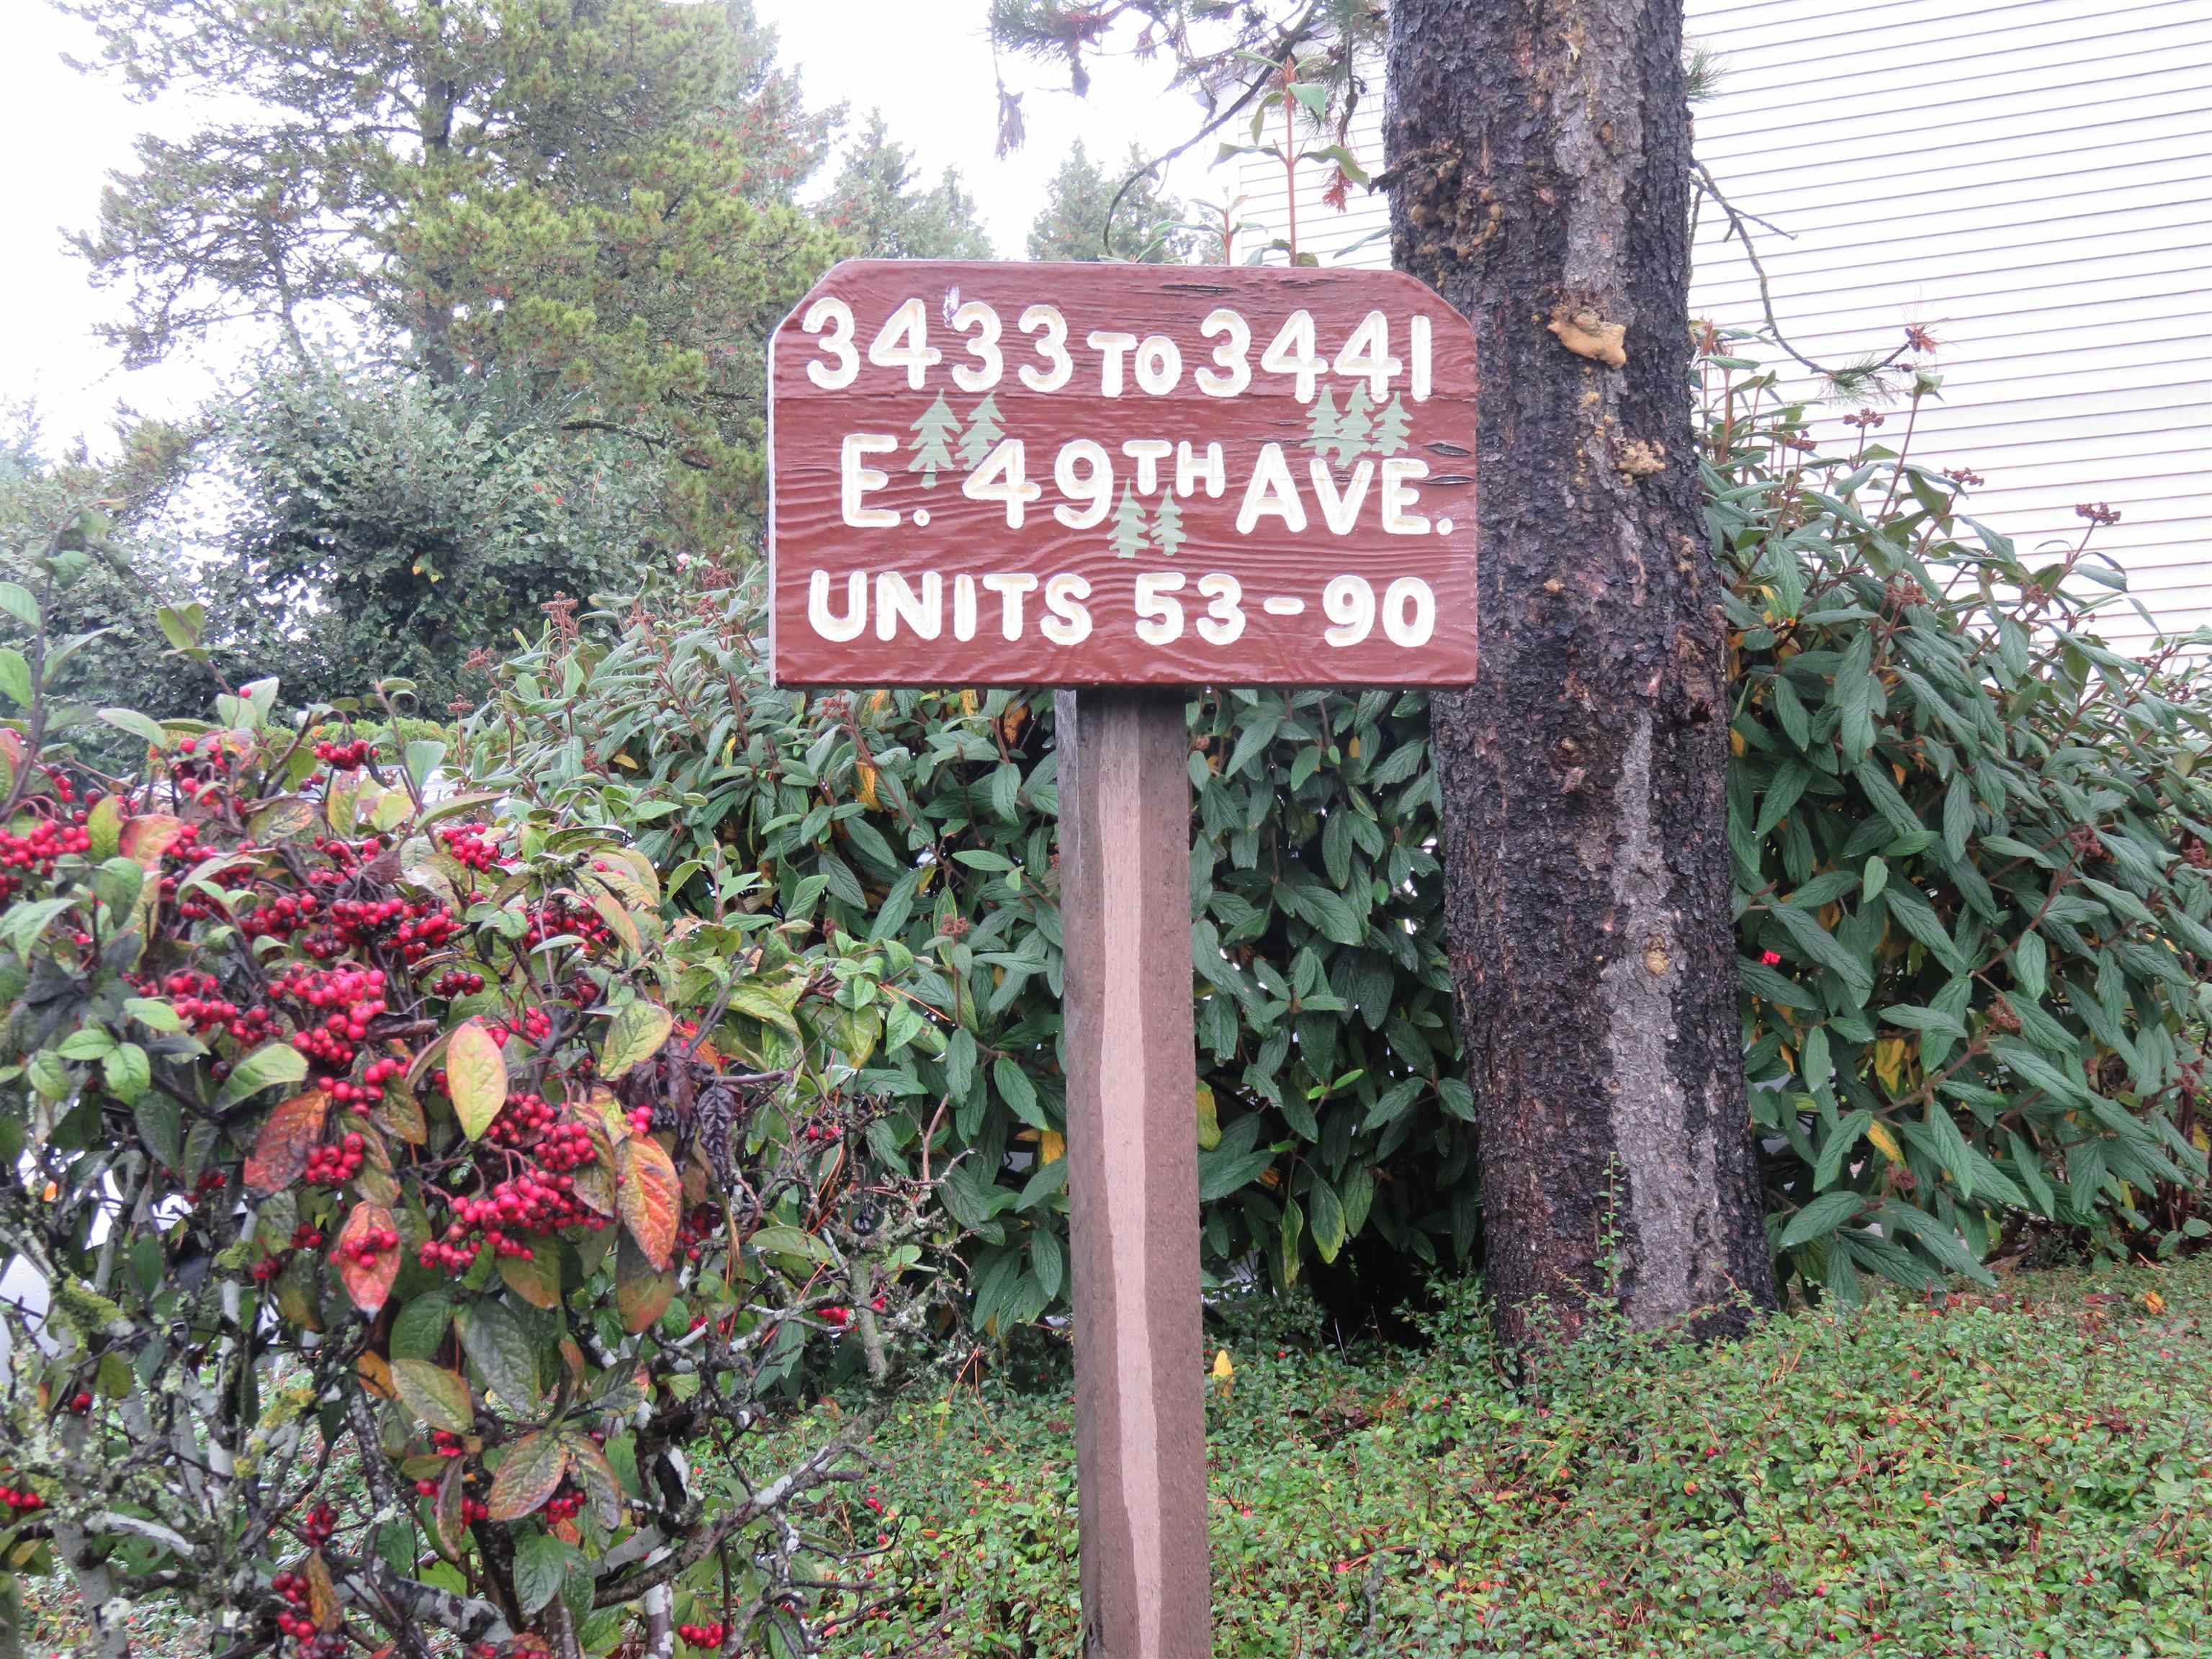 3433 TO 3441
E. 49TH AVE.
UNITS 53-90